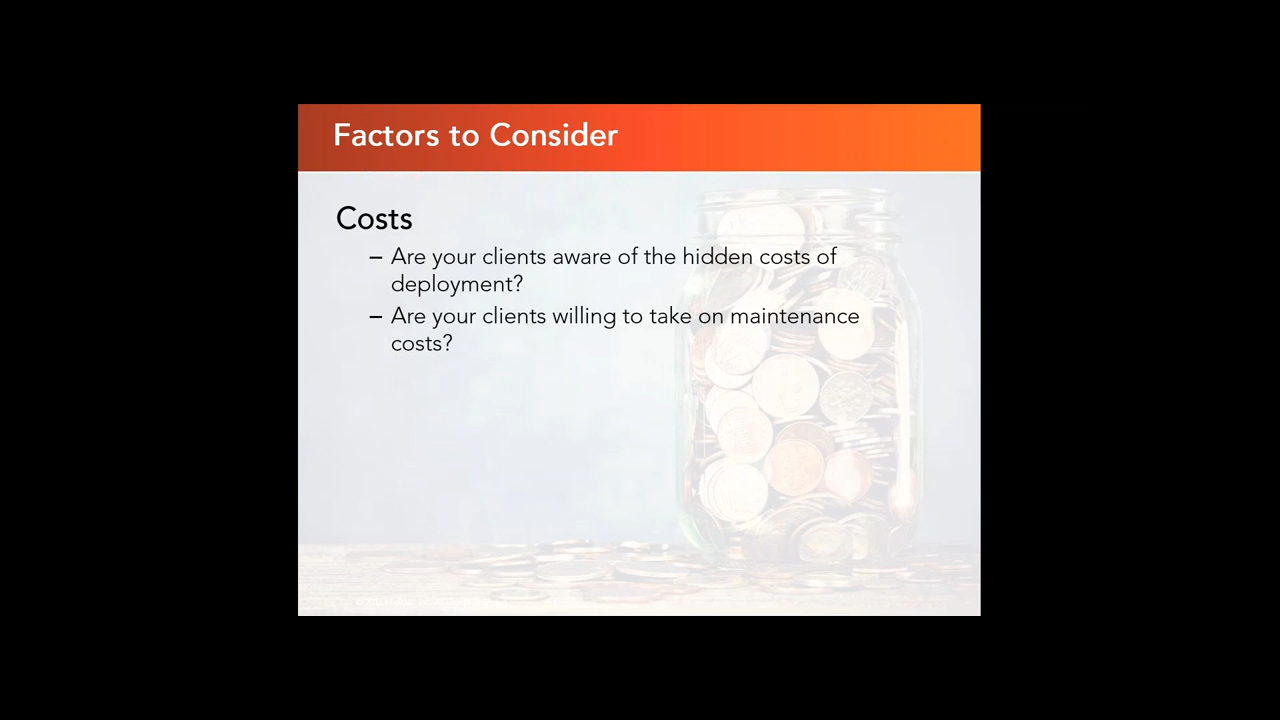 Factors to Consider
Costs
– Are your clients aware of the hidden costs of
deployment?
– Are your clients willing to take on maintenance
costs?